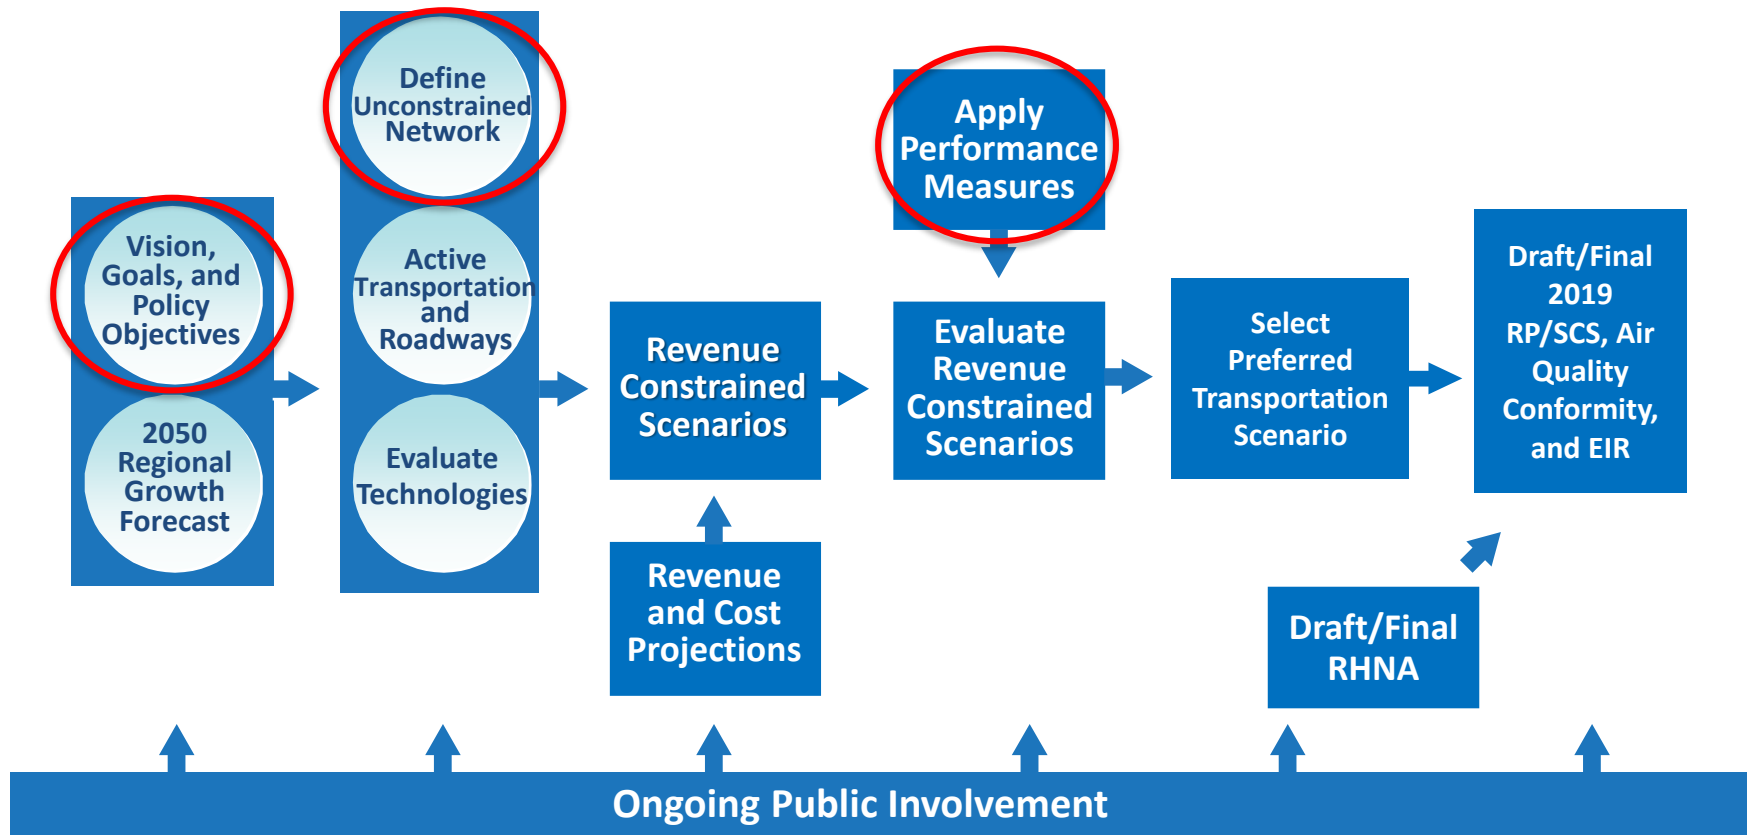 Vision,
Goals, and
Policy
Objectives
2050
Regional
Growth
Forecast
Define
Unconstrained
Network
Active
Transportation
and
Roadways
Evaluate
Technologies
Revenue
Constrained
Scenarios
Revenue
and Cost
Projections
Apply
Performance
Measures
Evaluate
Revenue
Constrained
Scenarios
Select
Preferred
Transportation
Scenario
Draft/Final
2019
RP/SCS, Air
Quality
Conformity,
and EIR
Draft/Final
RHNA
Ongoing Public Involvement